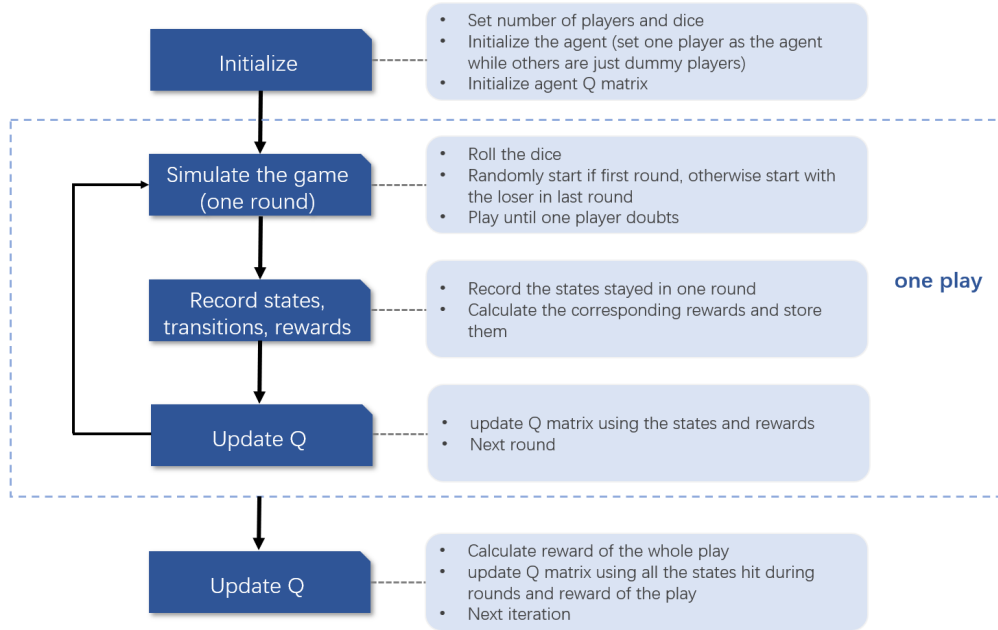 Initialize
• Set number of players and dice
• Initialize the agent (set one player as the agent
while others are just dummy players)
• Initialize agent Q matrix
Simulate the game
(one round)
• Roll the dice
• Randomly start if first round, otherwise start with
the loser in last round
• Play until one player doubts
one play
Record states,
transitions, rewards
• Record the states stayed in one round
• Calculate the corresponding rewards and store
them
Update Q
• update Q matrix using the states and rewards
• Next round
Update Q
• Calculate reward of the whole play
• update Q matrix using all the states hit during
rounds and reward of the play
• Next iteration